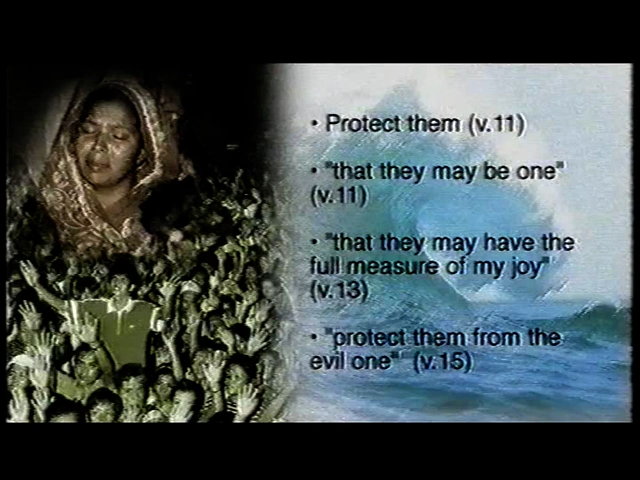 • Protect them (v.11)
• "that they may be one"
(v.11)
• "that they may have the
full measure of my joy"
(v.13)
• "protect them from the
evil one" (v.15)